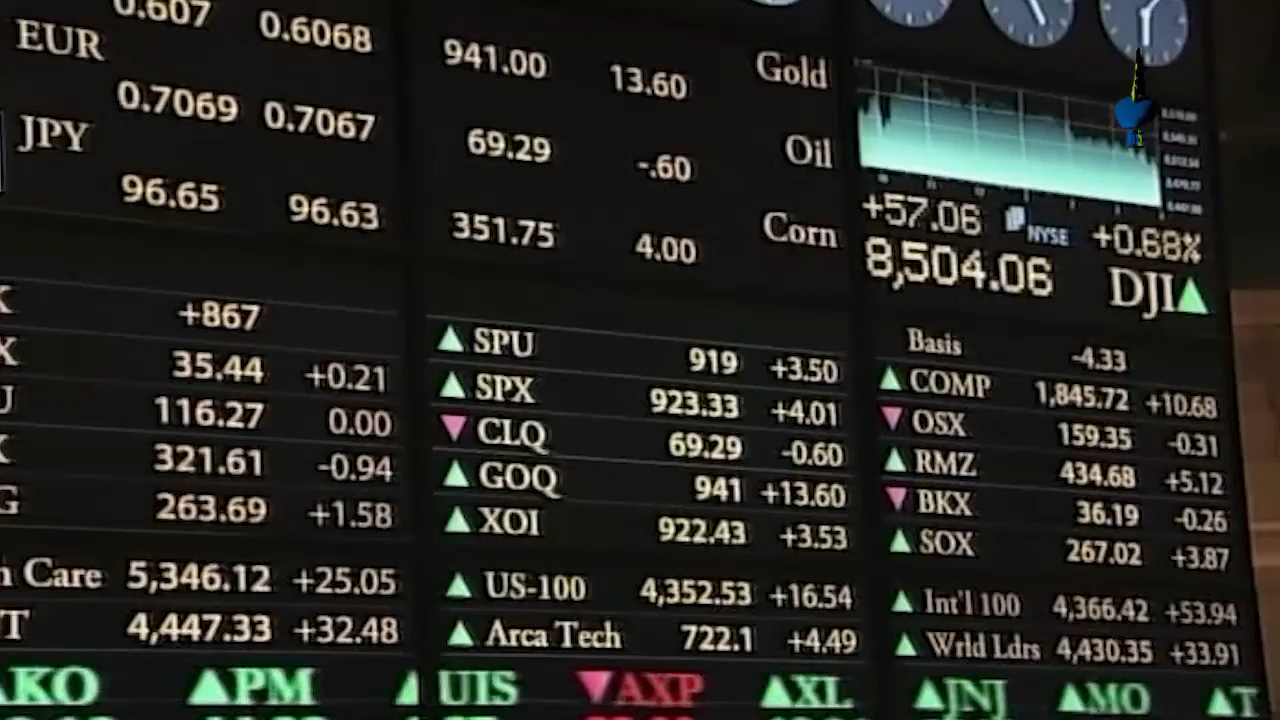 0.607 0.6068
EUR
0.7069 0.7067
JPY
96.65 96.63
+867
35.44 +0.21
116.27 0.00
321.61 -0.94
263.69 +1.58
Care 5,346.12 +25.05
T 4,447.33 +32.48
KO PM
941.00 13.60 Gold
69.29 -.60 Oil
351.75 4.00 Corn
▲ SPU 919 +3.50
▲ SPX 923.33 +4.01
▼ CLQ 69.29 -0.60
▲ GOQ 941 +13.60
▲ XOI 922.43 +3.53
▲ US-100 4,352.53 +16.54
▲ Arca Tech 722.1 +4.49
UIS ▼AXP ▲XL
+57.06 NYSE +0.68%
8,504.06 DJI▲
Basis -4.33
▲ COMP 1,845.72 +10.68
▼ OSX 159.35 -0.31
▲ RMZ 434.68 +5.12
▼ BKX 36.19 -0.26
▲ SOX 267.02 +3.87
▲ Int'l 100 4,366.42 +53.94
▲ Wrld Ldrs 4,430.35 +33.91
▲JNJ ▲MO ▲T